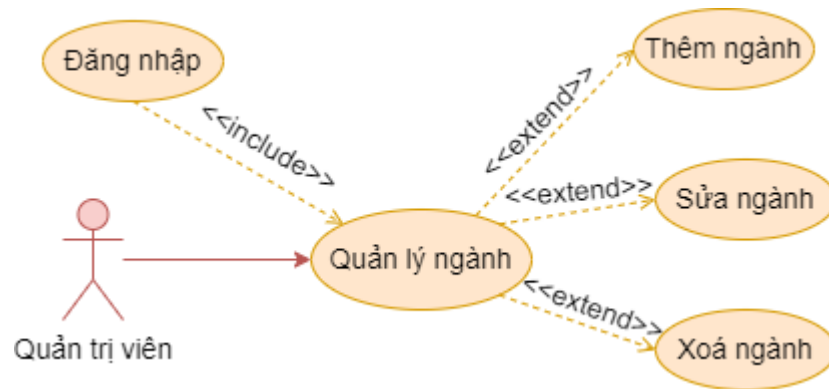 Đăng nhập
<<include>>
Thêm ngành
<<extend>>
<<extend>>
Sửa ngành
Quản lý ngành
<<extend>>
Quản trị viên
Xoá ngành